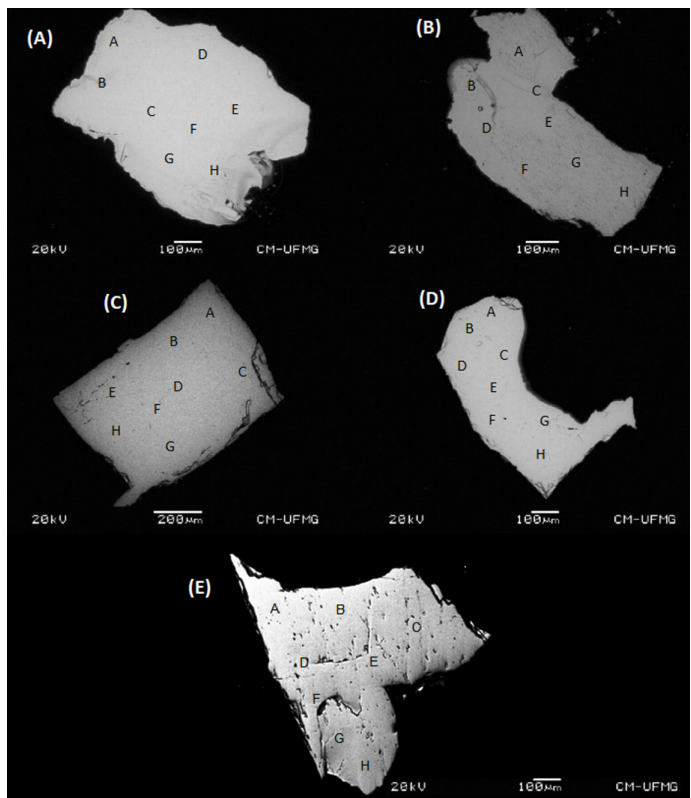 (A)
A
D
B
C
E
F
G
H
20kV 100µm CM-UFMG
(B)
A
B
C
D
E
F
G
H
20kV 100µm CM-UFMG
(C)
A
B
C
D
E
F
H
G
20kV 200µm CM-UFMG
(D)
A
B
C
D
E
F
G
H
20kV 100µm CM-UFMG
(E)
A
B
O
D
E
F
G
H
20kV 100µm CM-UFMG